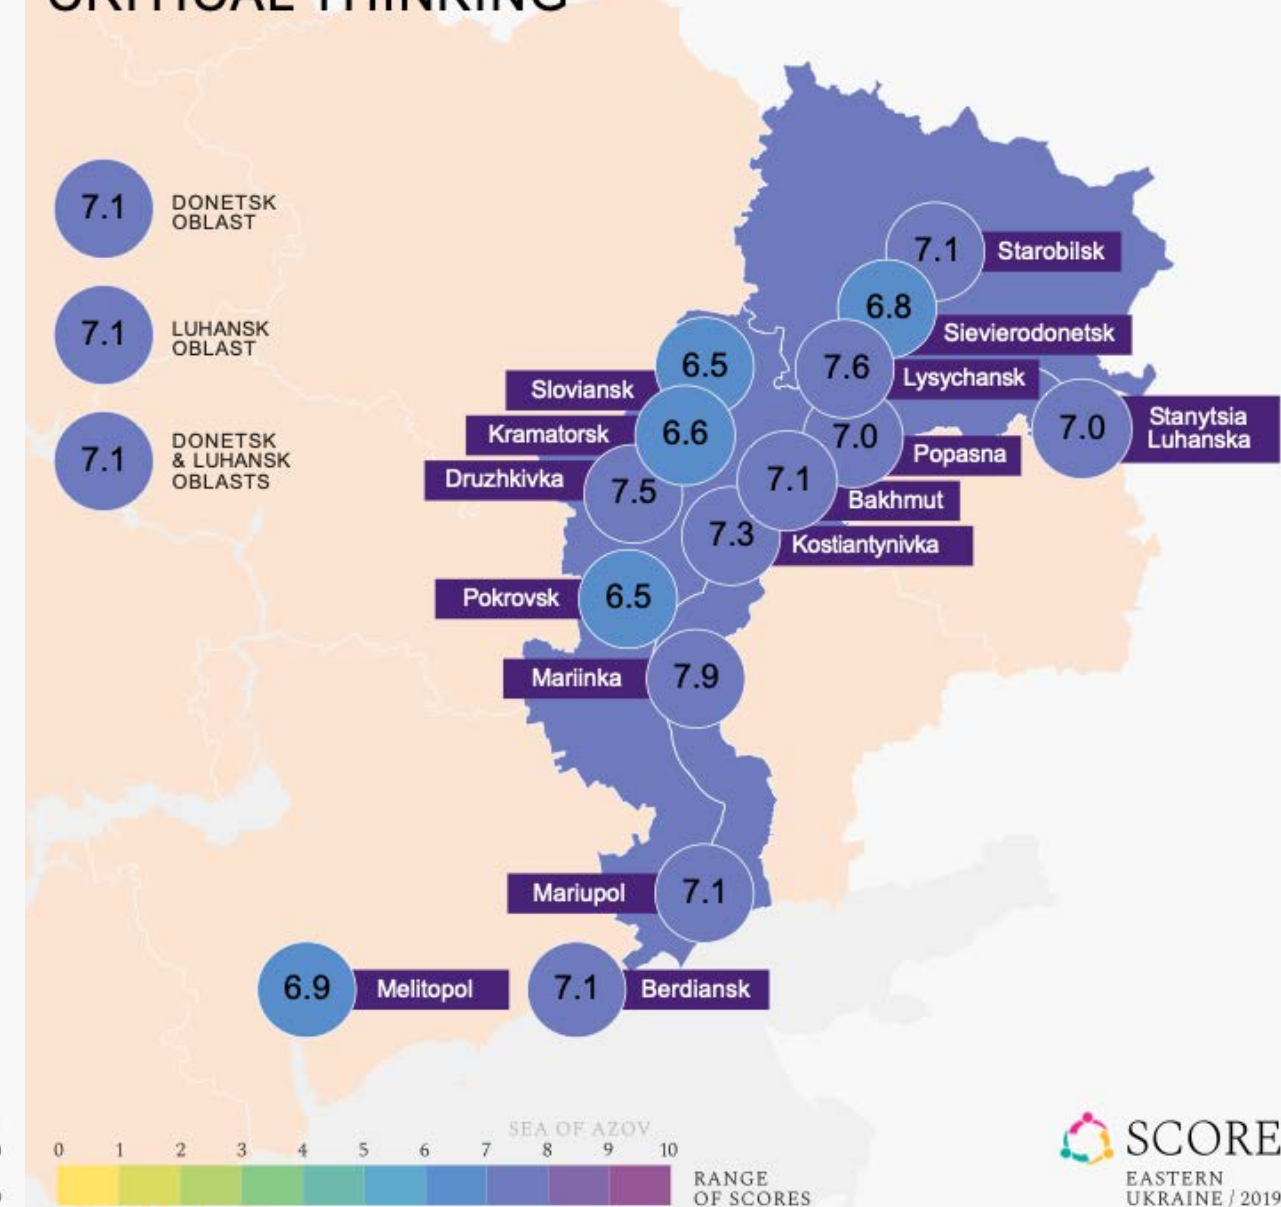 CRITICAL THINKING
7.1
DONETSK
OBLAST
7.1
LUHANSK
OBLAST
7.1
DONETSK
& LUHANSK
OBLASTS
7.1 Starobilsk
6.8 Sievierodonetsk
7.6 Lysychansk
7.0 Stanytsia
Luhanska
7.0 Popasna
7.1 Bakhmut
7.3 Kostiantynivka
Sloviansk 6.5
Kramatorsk 6.6
Druzhkivka 7.5
Pokrovsk 6.5
Mariinka 7.9
Mariupol 7.1
6.9 Melitopol
7.1 Berdiansk
SEA OF AZOV
0 1 2 3 4 5 6 7 8 9 10
RANGE
OF SCORES
SCORE
EASTERN
UKRAINE / 2019